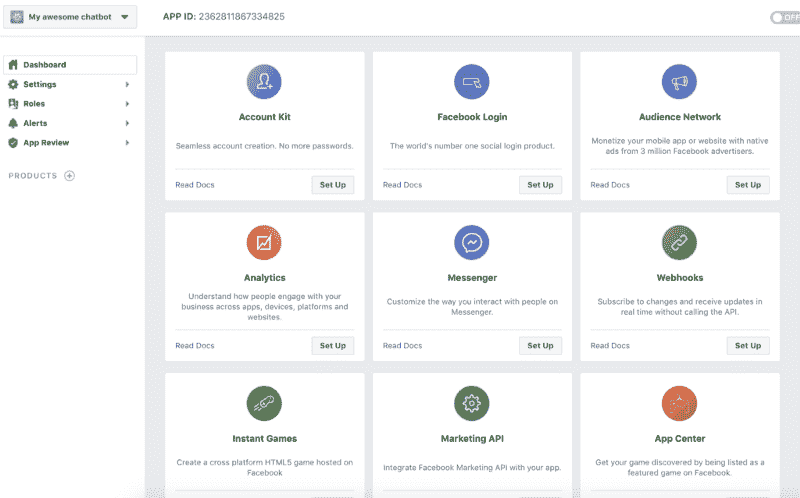 My awesome chatbot
APP ID: 2362811867334825
OFF
Dashboard
Settings
Roles
Alerts
App Review
PRODUCTS
Account Kit
Seamless account creation. No more passwords.
Read Docs
Set Up
Facebook Login
The world's number one social login product.
Read Docs
Set Up
Audience Network
Monetize your mobile app or website with native
ads from 3 million Facebook advertisers.
Read Docs
Set Up
Analytics
Understand how people engage with your
business across apps, devices, platforms and
websites.
Read Docs
Set Up
Messenger
Customize the way you interact with people on
Messenger.
Read Docs
Set Up
Webhooks
Subscribe to changes and receive updates in
real time without calling the API.
Read Docs
Set Up
Instant Games
Create a cross platform HTML5 game hosted on
Facebook
Marketing API
Integrate Facebook Marketing API with your app.
App Center
Get your game discovered by being listed as a
featured game on Facebook.